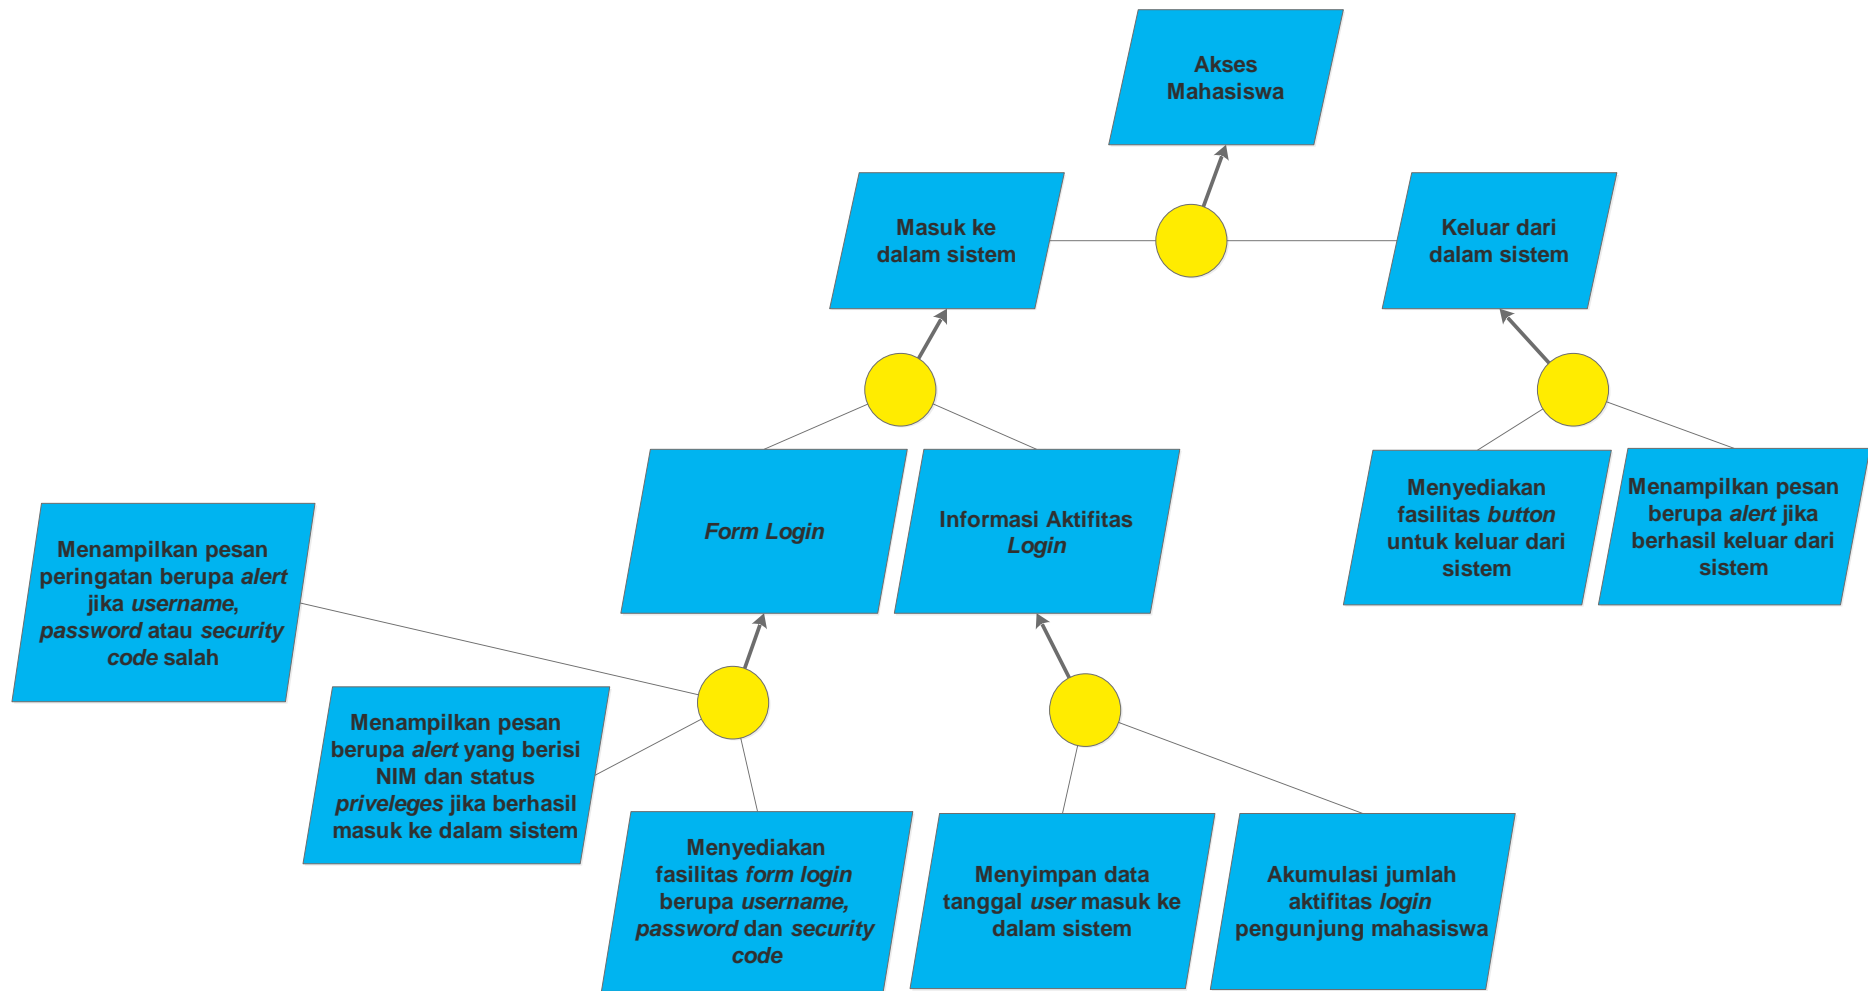 Akses
Mahasiswa
Masuk ke
dalam sistem
Keluar dari
dalam sistem
Form Login
Informasi Aktifitas
Login
Menyediakan
fasilitas button
untuk keluar dari
sistem
Menampilkan pesan
berupa alert jika
berhasil keluar dari
sistem
Menampilkan pesan
peringatan berupa alert
jika username,
password atau security
code salah
Menampilkan pesan
berupa alert yang berisi
NIM dan status
priveleges jika berhasil
masuk ke dalam sistem
Menyediakan
fasilitas form login
berupa username,
password dan security
code
Menyimpan data
tanggal user masuk ke
dalam sistem
Akumulasi jumlah
aktifitas login
pengunjung mahasiswa